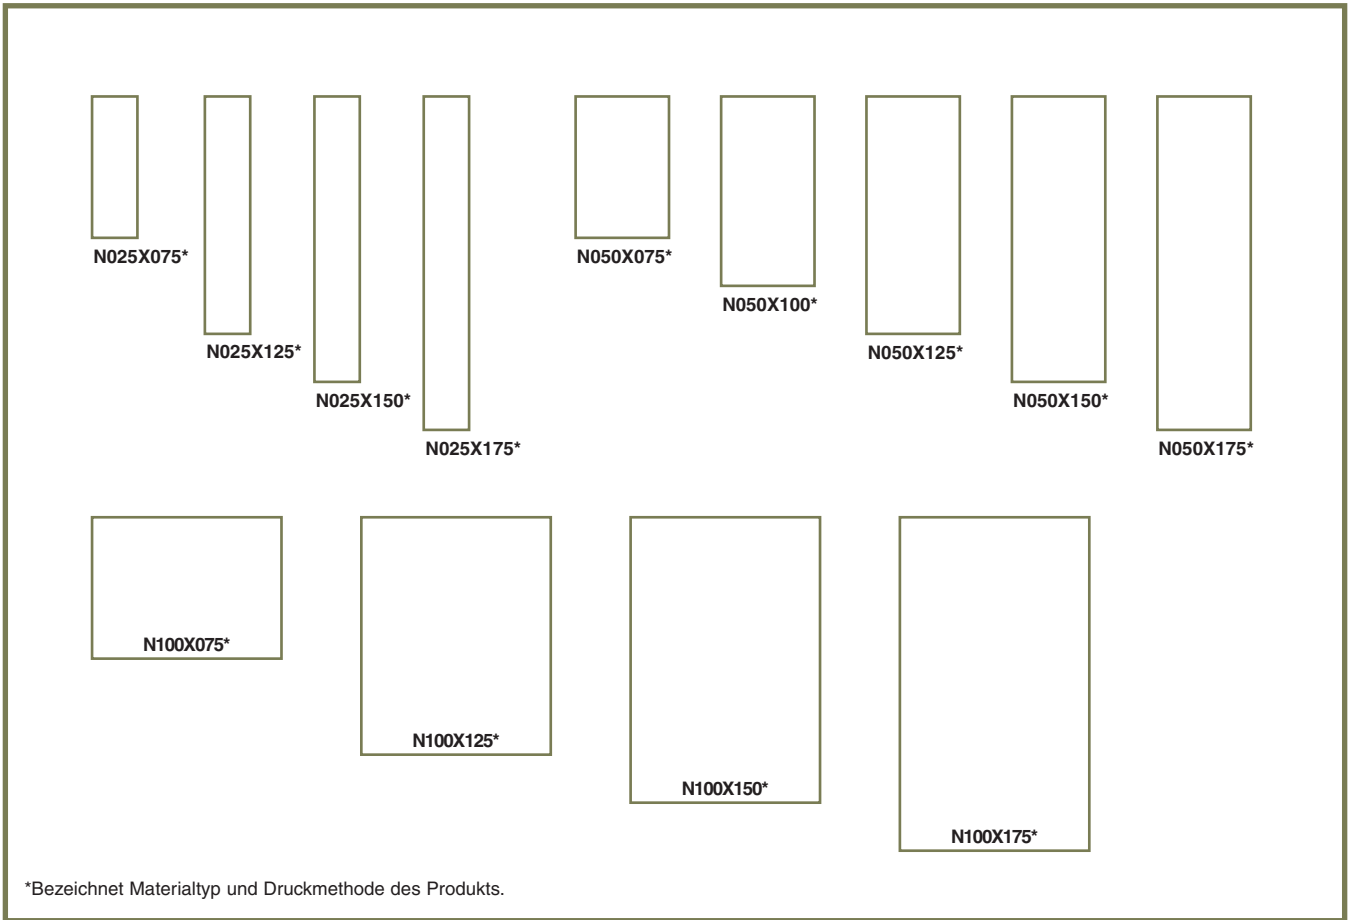 N025X075*
N025X125*
N025X150*
N025X175*
N050X075*
N050X100*
N050X125*
N050X150*
N050X175*
N100X075*
N100X125*
N100X150*
N100X175*
*Bezeichnet Materialtyp und Druckmethode des Produkts.